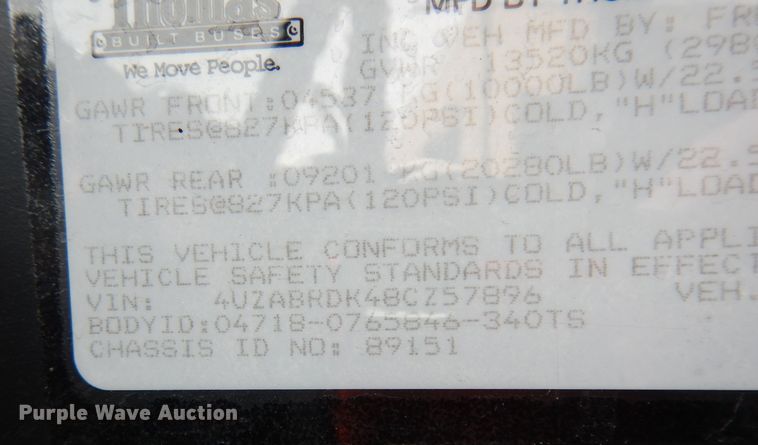 Thomas
BUILT BUSES
We Move People.
MFD BY
INC VEH MFD BY: FR
GVWR 13520KG (298
GAWR FRONT:04537 KG(10000LB)W/22.5
TIRES@827KPA(120PSI)COLD,"H"LOAD
GAWR REAR :09201 KG(20280LB)W/22.5
TIRES@827KPA(120PSI)COLD,"H"LOAD
THIS VEHICLE CONFORMS TO ALL APPLI
VEHICLE SAFETY STANDARDS IN EFFECT
VIN: 4UZABRDK48CZ57896 VEH.
BODYID:04718-0765846-340TS
CHASSIS ID NO: 89151
Purple Wave Auction